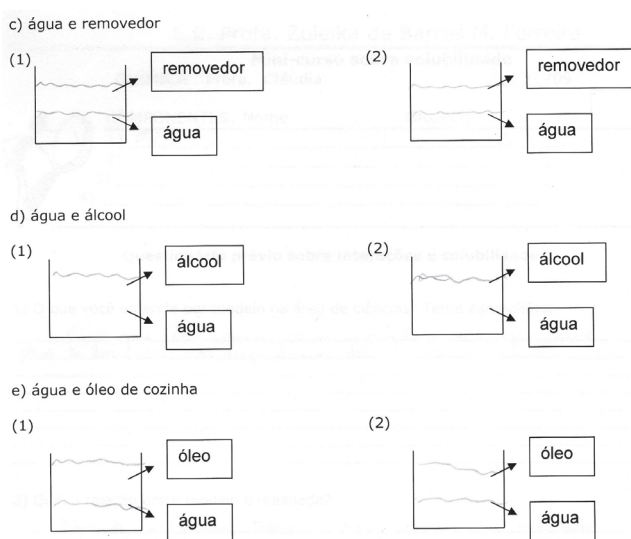 c) água e removedor
(1) removedor
água
(2) removedor
água
d) água e álcool
(1) álcool
água
(2) álcool
água
e) água e óleo de cozinha
(1) óleo
água
(2) óleo
água